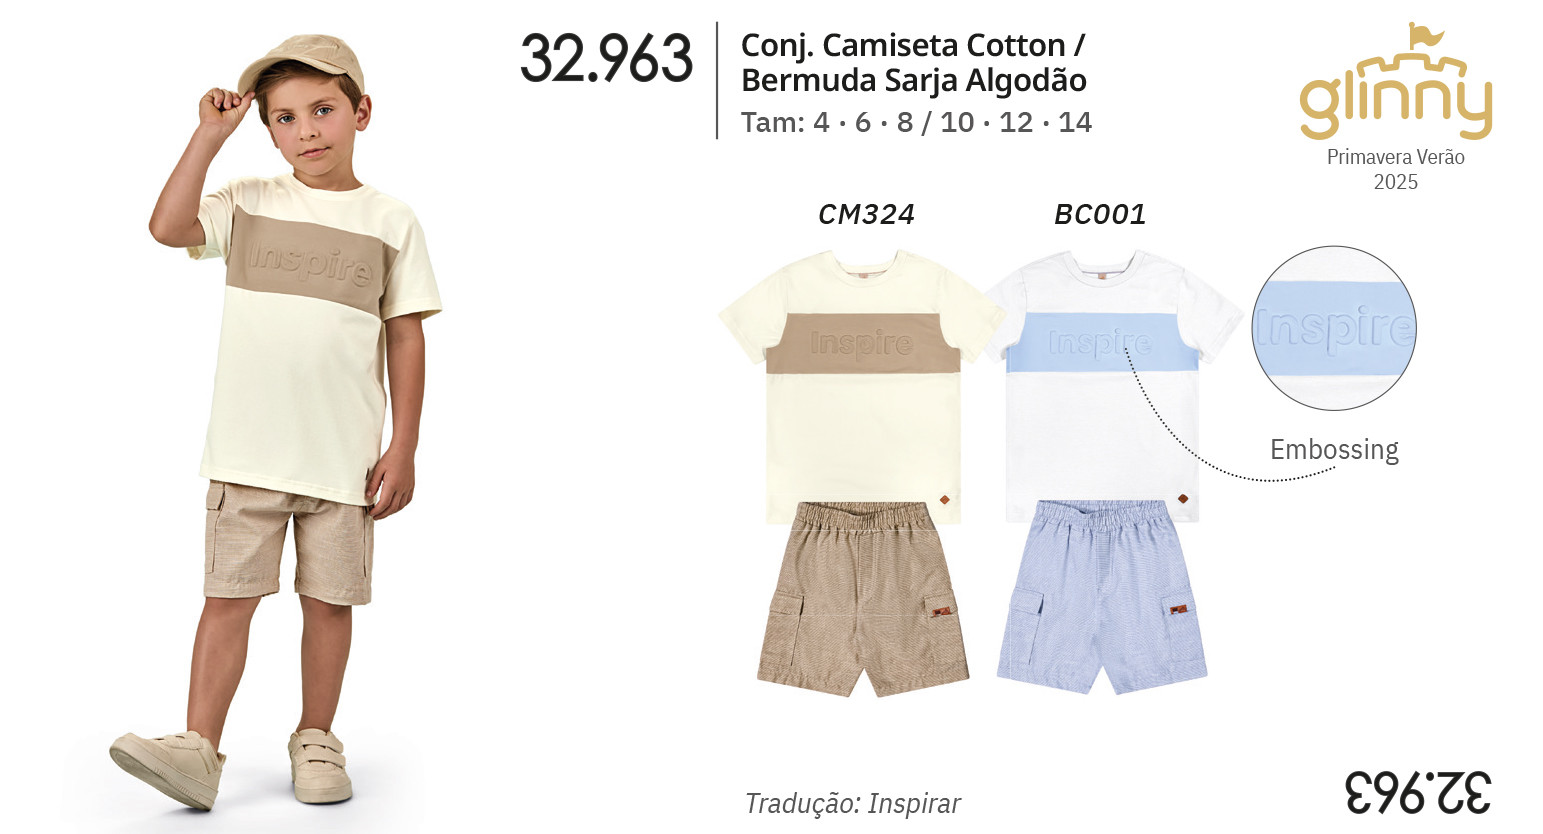 32.963
Conj. Camiseta Cotton /
Bermuda Sarja Algodão
Tam: 4 · 6 · 8 / 10 · 12 · 14
glinny
Primavera Verão
2025
CM324
BC001
Inspire
Inspire
Inspire
Inspire
Embossing
Tradução: Inspirar
32.963